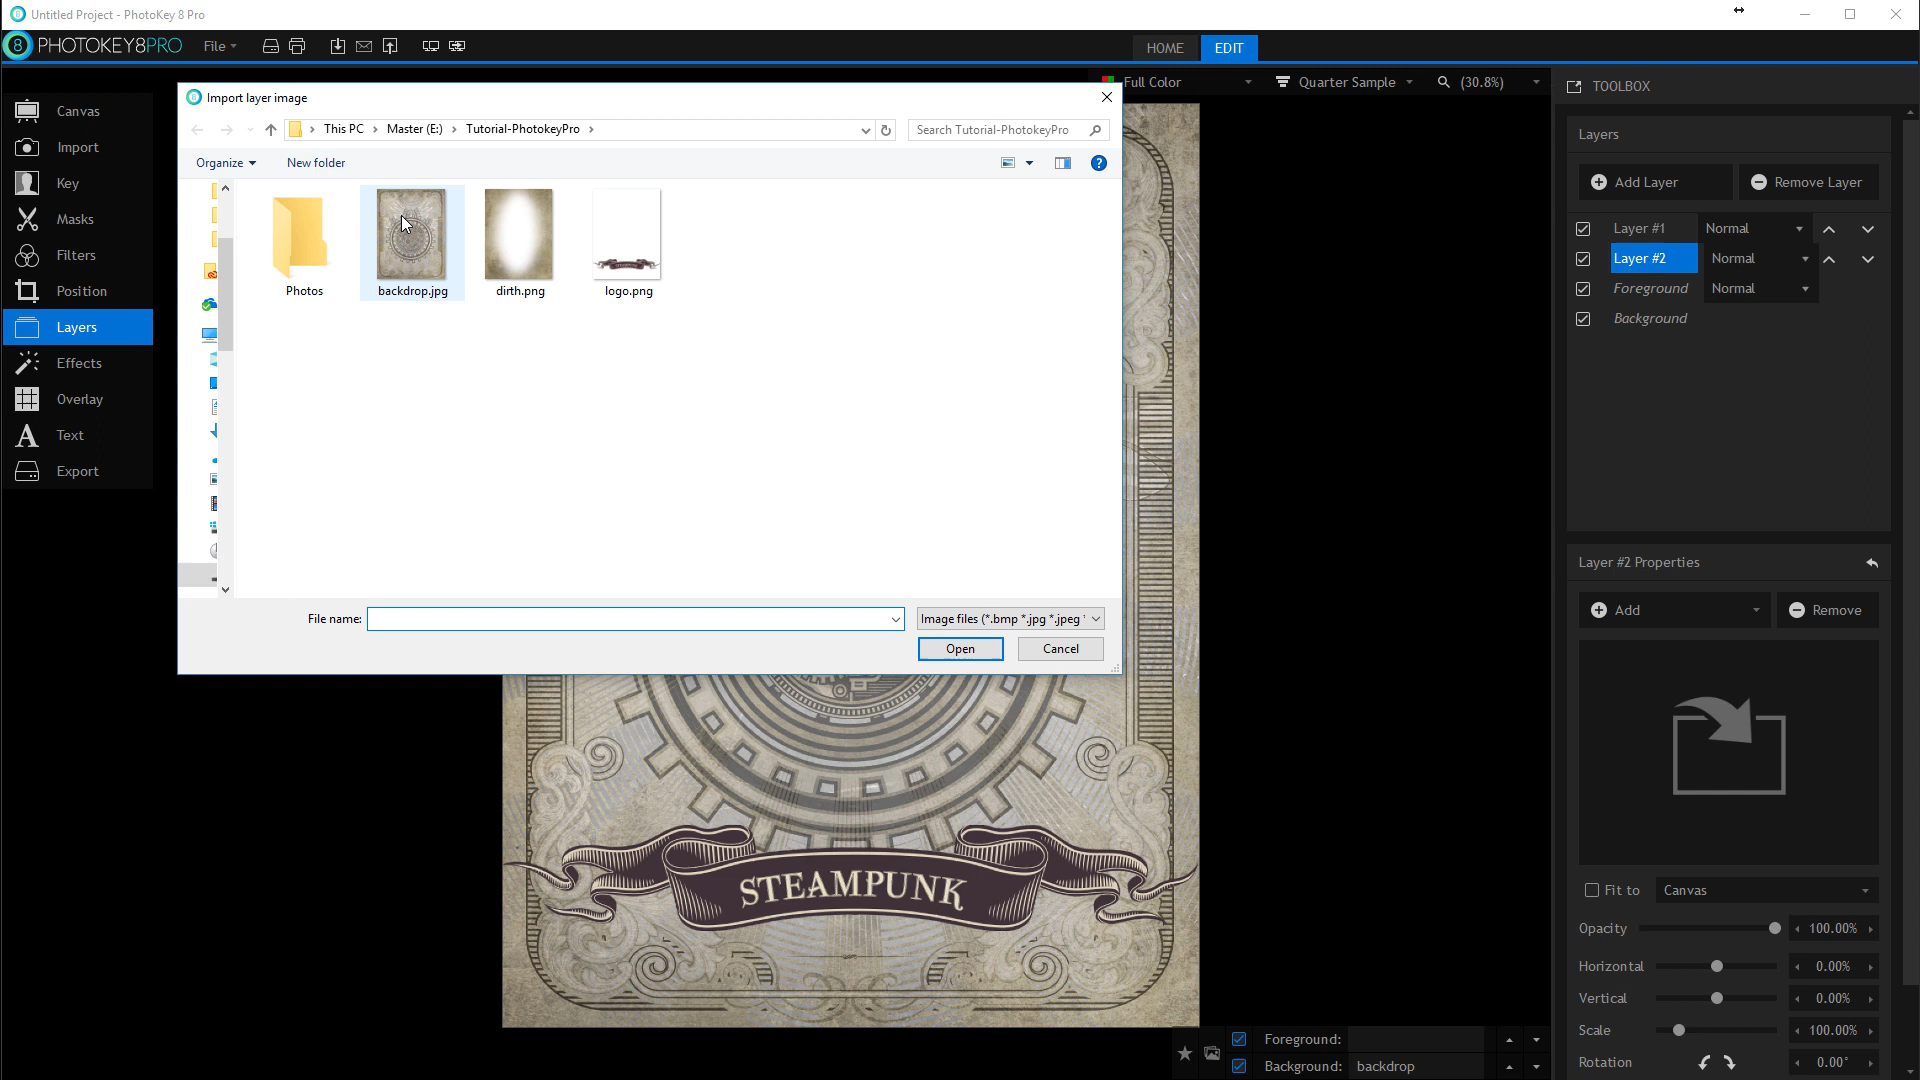 Untitled Project - PhotoKey 8 Pro
8 PHOTOKEY8PRO File
HOME EDIT
Full Color Quarter Sample (30.8%)
TOOLBOX
Canvas
Import
Key
Masks
Filters
Position
Layers
Effects
Overlay
Text
Export
Import layer image
This PC Master (E:) Tutorial-PhotokeyPro
Search Tutorial-PhotokeyPro
Organize New folder
Photos backdrop.jpg dirth.png logo.png
File name:
Image files (*.bmp *.jpg *.jpeg
Open Cancel
STEAMPUNK
Layers
Add Layer Remove Layer
Layer #1 Normal
Layer #2 Normal
Foreground Normal
Background
Layer #2 Properties
Add Remove
Fit to Canvas
Opacity 100.00%
Horizontal 0.00%
Vertical 0.00%
Scale 100.00%
Rotation 0.00°
Foreground:
Background: backdrop